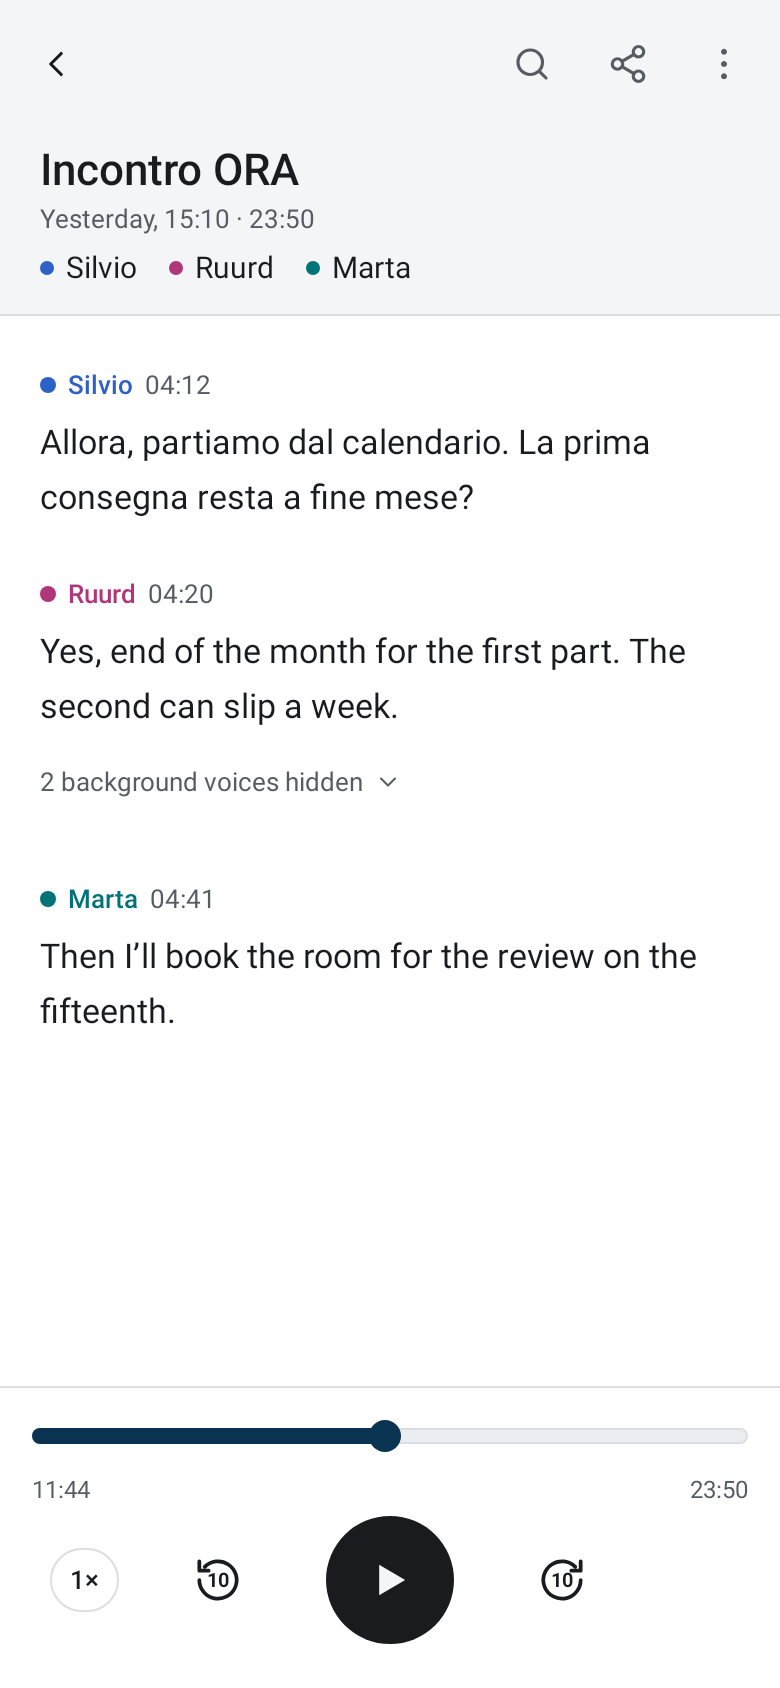 Incontro ORA
Yesterday, 15:10 · 23:50
Silvio Ruurd Marta
Silvio 04:12
Allora, partiamo dal calendario. La prima
consegna resta a fine mese?
Ruurd 04:20
Yes, end of the month for the first part. The
second can slip a week.
2 background voices hidden
Marta 04:41
Then I’ll book the room for the review on the
fifteenth.
11:44 23:50
1× 10 10